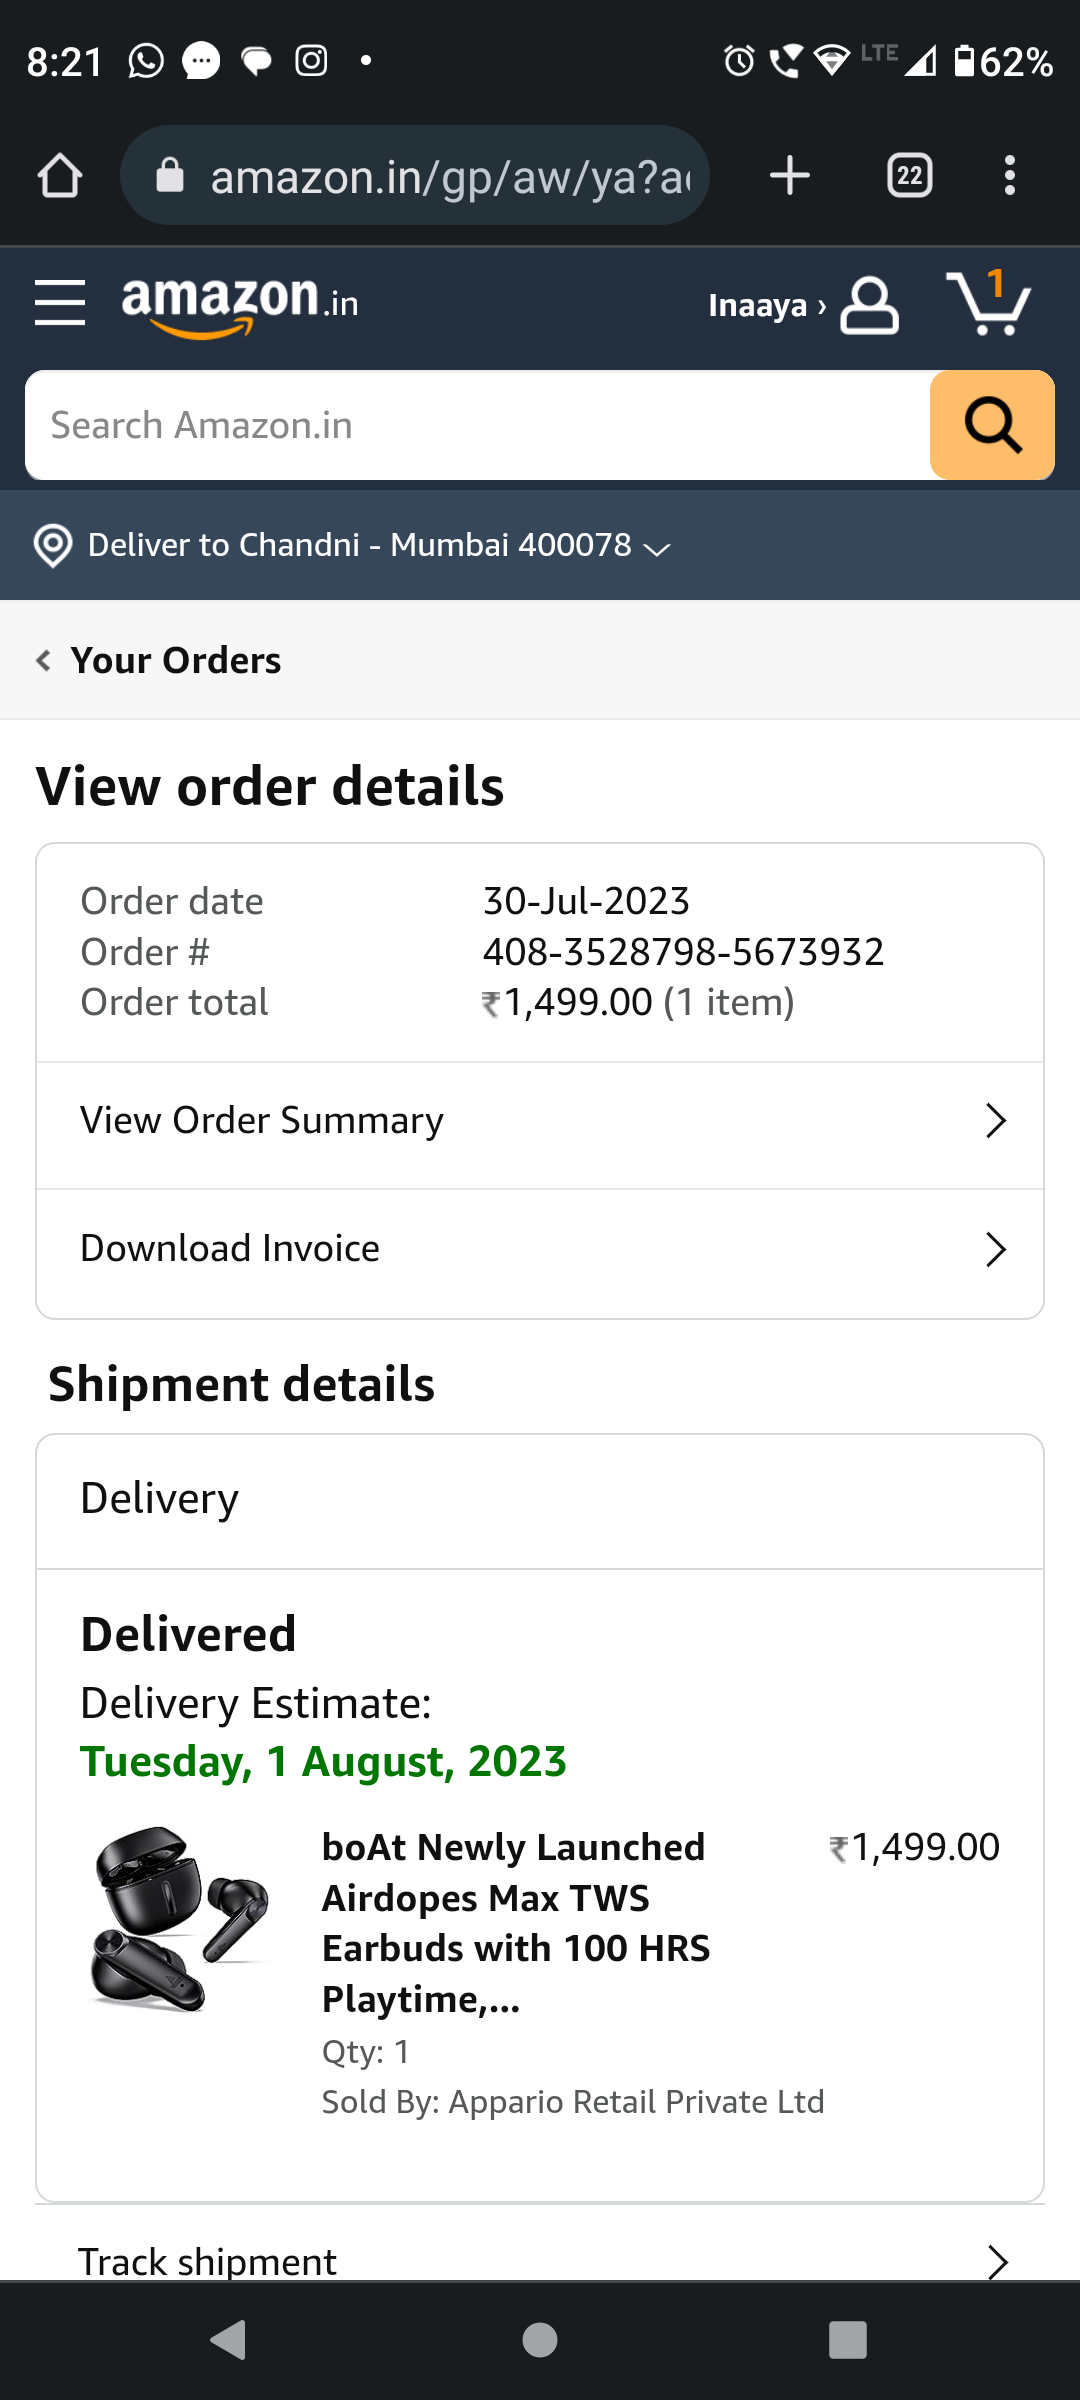 8:21
LTE 62%
amazon.in/gp/aw/ya?a
22
amazon.in
Inaaya ›
1
Search Amazon.in
Deliver to Chandni - Mumbai 400078
Your Orders
View order details
Order date 30-Jul-2023
Order # 408-3528798-5673932
Order total ₹1,499.00 (1 item)
View Order Summary
Download Invoice
Shipment details
Delivery
Delivered
Delivery Estimate:
Tuesday, 1 August, 2023
boAt Newly Launched ₹1,499.00
Airdopes Max TWS
Earbuds with 100 HRS
Playtime,...
Qty: 1
Sold By: Appario Retail Private Ltd
Track shipment